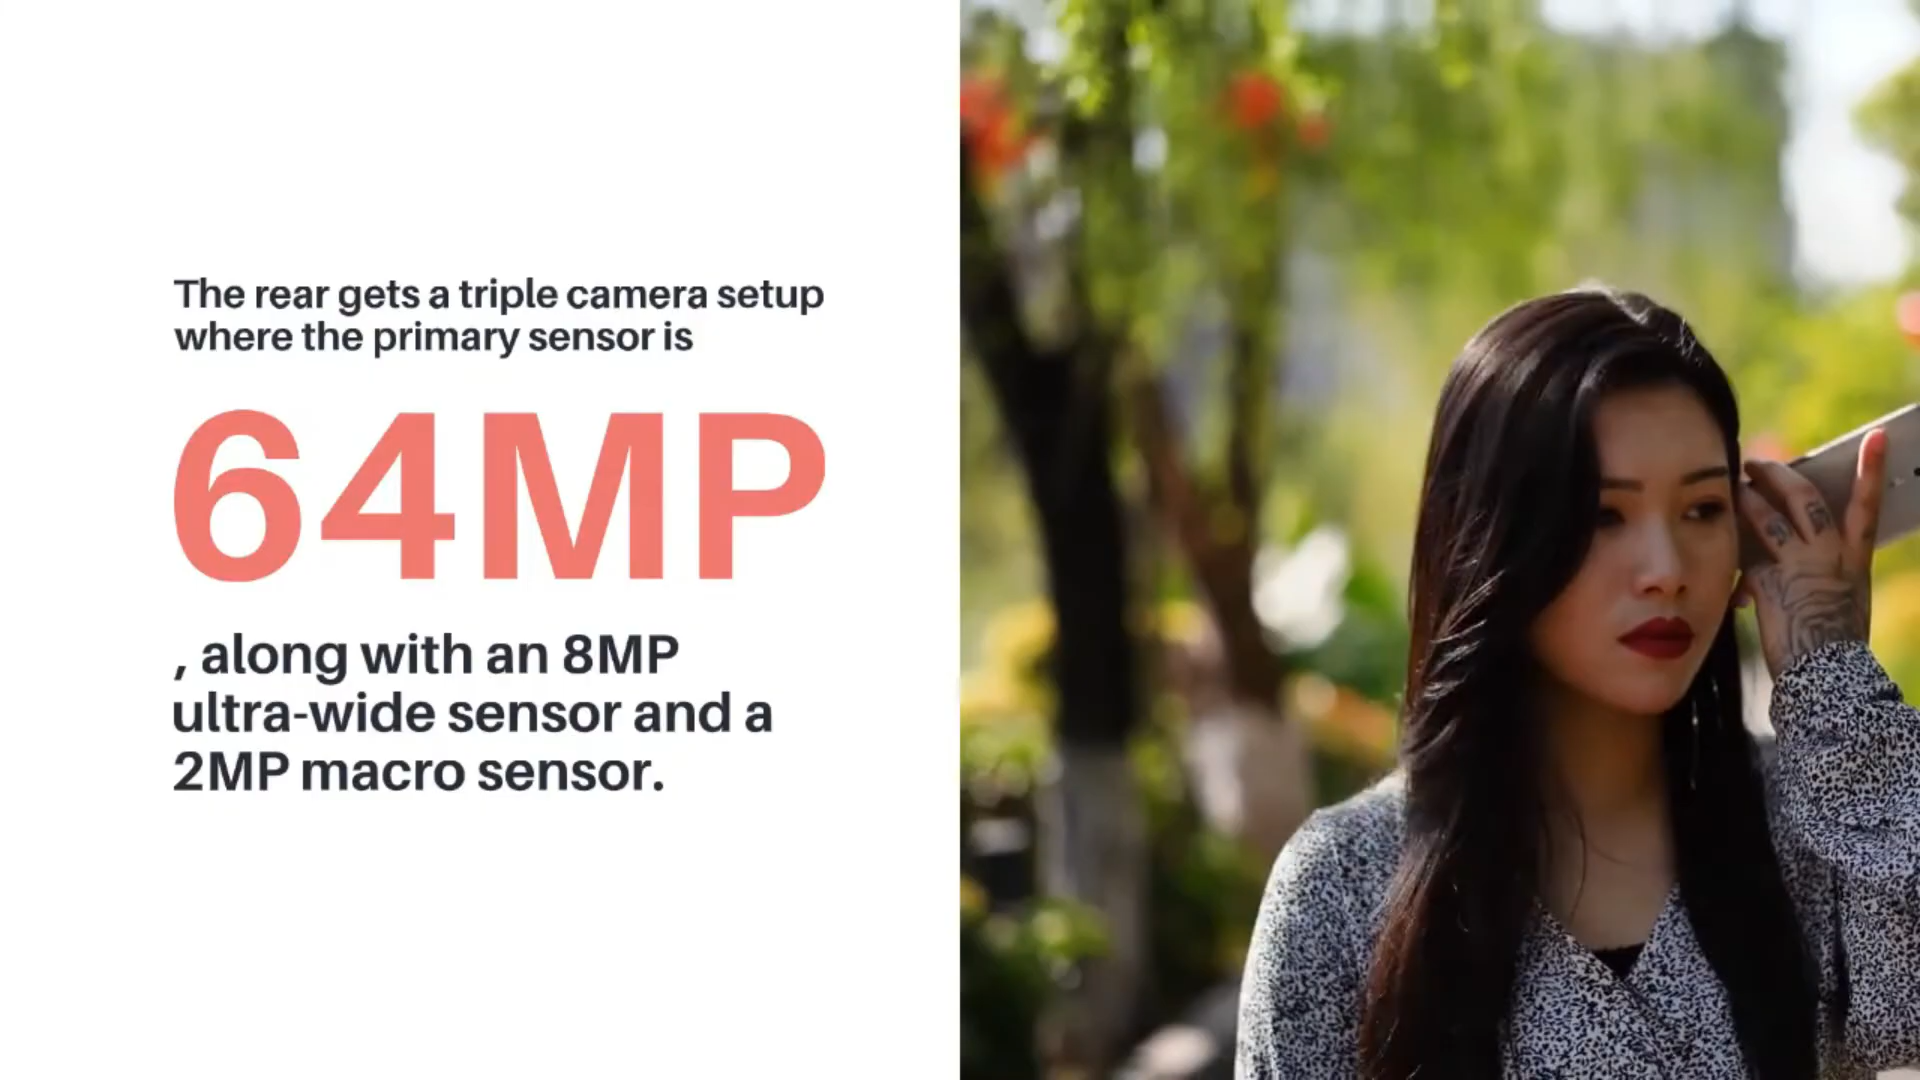 The rear gets a triple camera setup
where the primary sensor is
64MP
, along with an 8MP
ultra-wide sensor and a
2MP macro sensor.